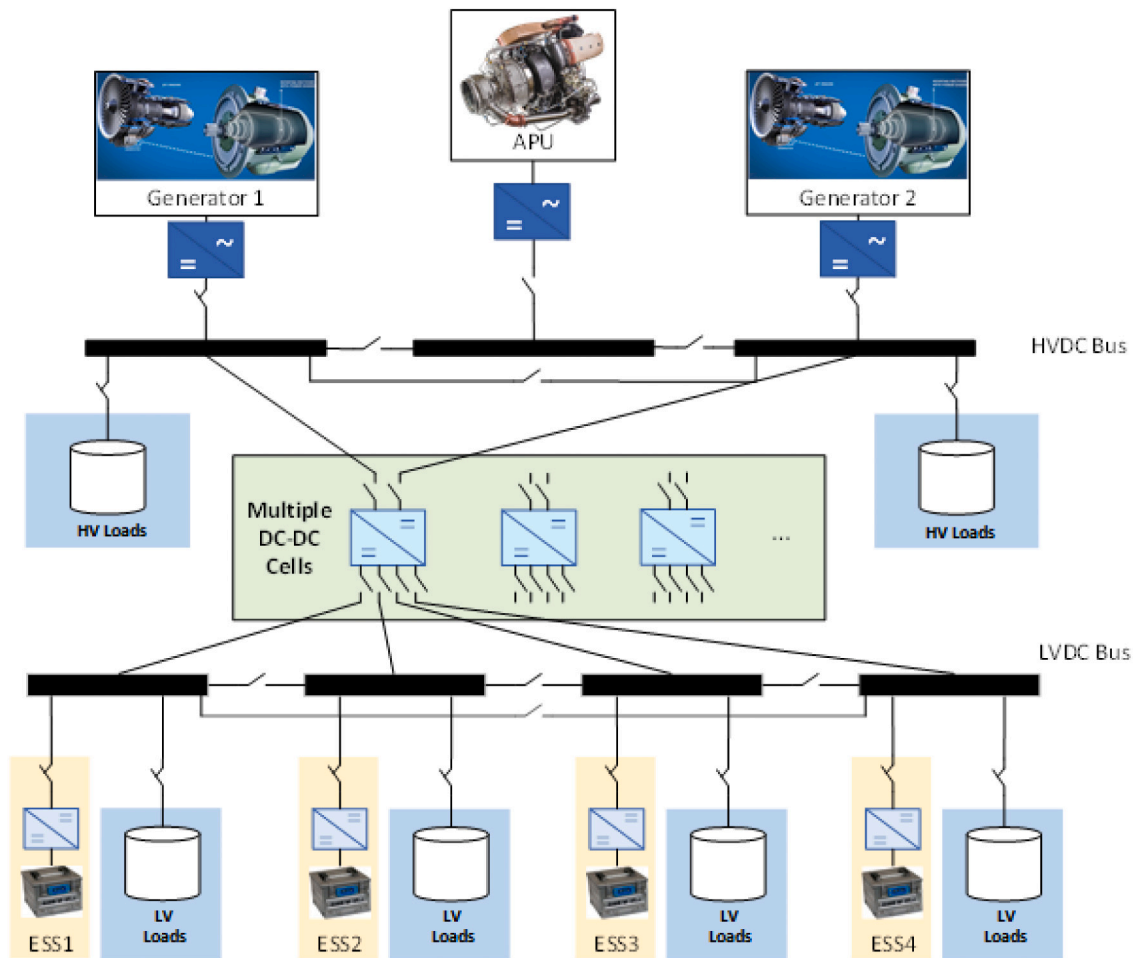 APU
Generator 1
Generator 2
HVDC Bus
HV Loads
HV Loads
Multiple
DC-DC
Cells
...
LVDC Bus
LV
Loads
LV
Loads
LV
Loads
LV
Loads
ESS1
ESS2
ESS3
ESS4